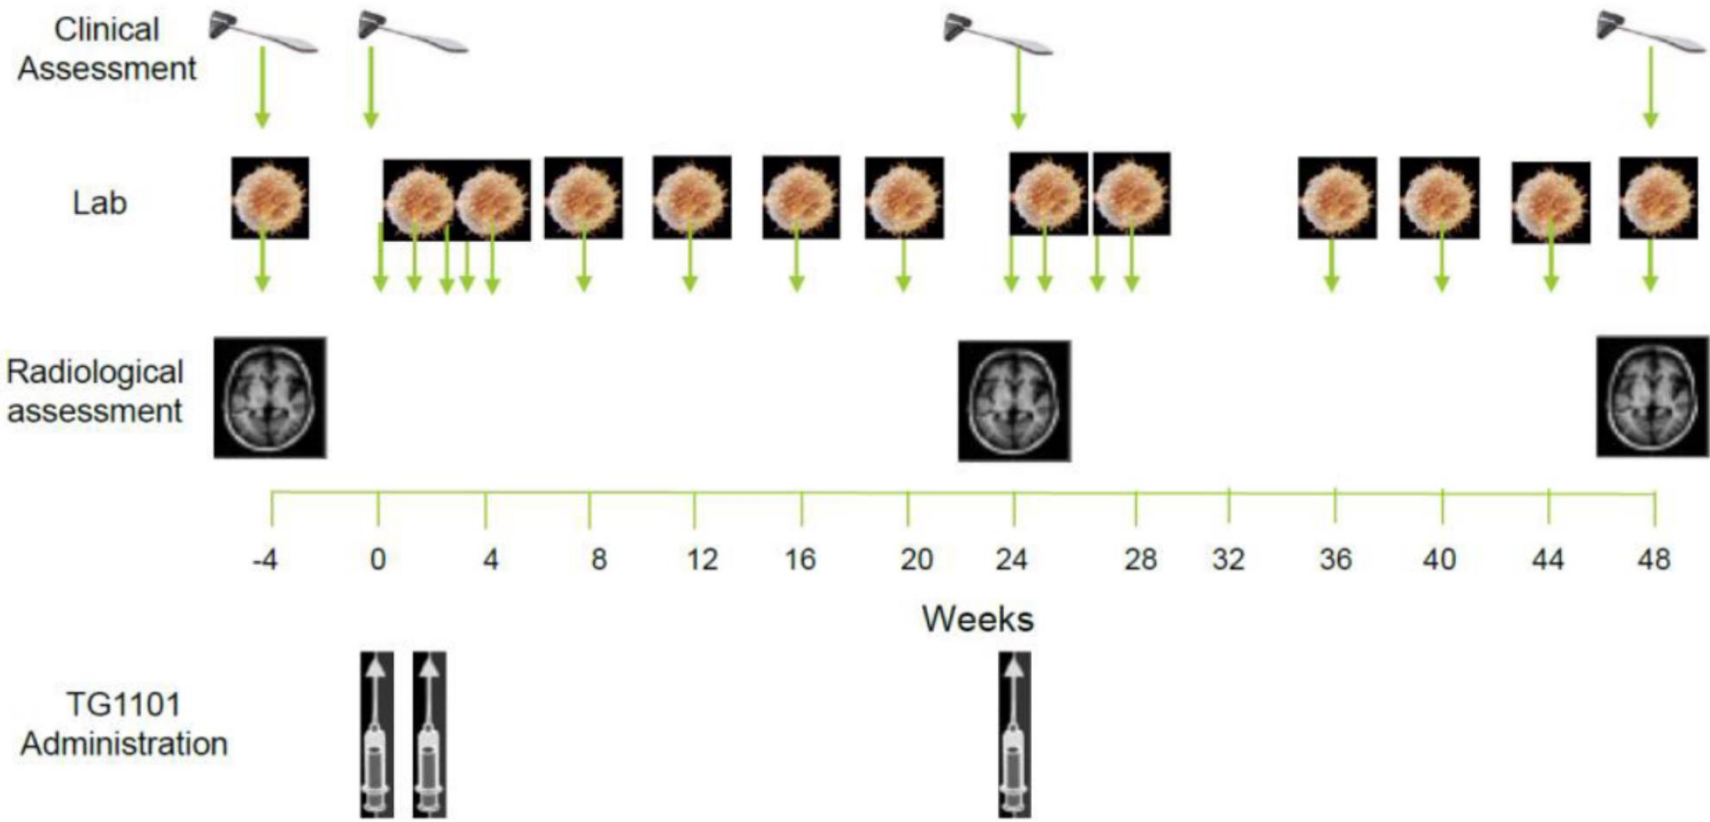 Clinical
Assessment
Lab
Radiological
assessment
-4 0 4 8 12 16 20 24 28 32 36 40 44 48
Weeks
TG1101
Administration